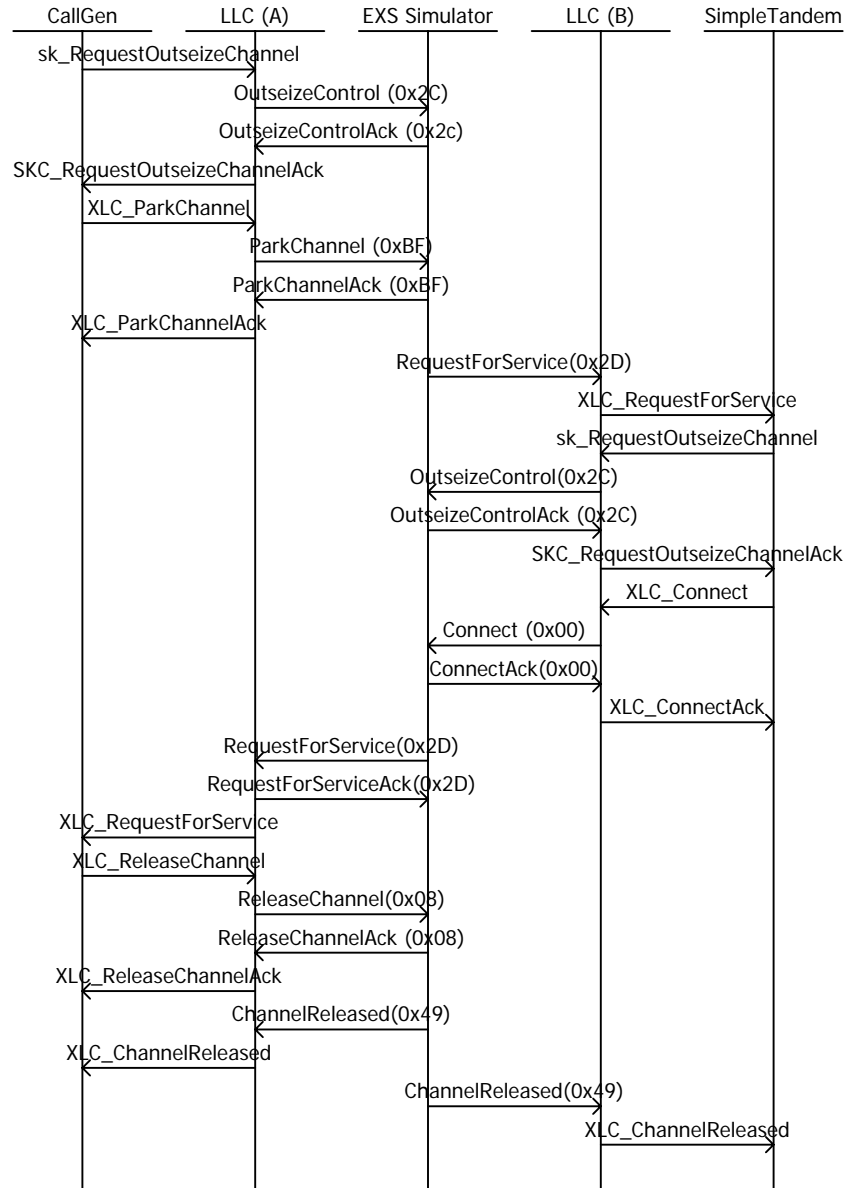 CallGen LLC (A) EXS Simulator LLC (B) SimpleTandem
sk_RequestOutseizeChannel
OutseizeControl (0x2C)
OutseizeControlAck (0x2c)
SKC_RequestOutseizeChannelAck
XLC_ParkChannel
ParkChannel (0xBF)
ParkChannelAck (0xBF)
XLC_ParkChannelAck
RequestForService(0x2D)
XLC_RequestForService
sk_RequestOutseizeChannel
OutseizeControl(0x2C)
OutseizeControlAck (0x2C)
SKC_RequestOutseizeChannelAck
XLC_Connect
Connect (0x00)
ConnectAck(0x00)
XLC_ConnectAck
RequestForService(0x2D)
RequestForServiceAck(0x2D)
XLC_RequestForService
XLC_ReleaseChannel
ReleaseChannel(0x08)
ReleaseChannelAck (0x08)
XLC_ReleaseChannelAck
ChannelReleased(0x49)
XLC_ChannelReleased
ChannelReleased(0x49)
XLC_ChannelReleased